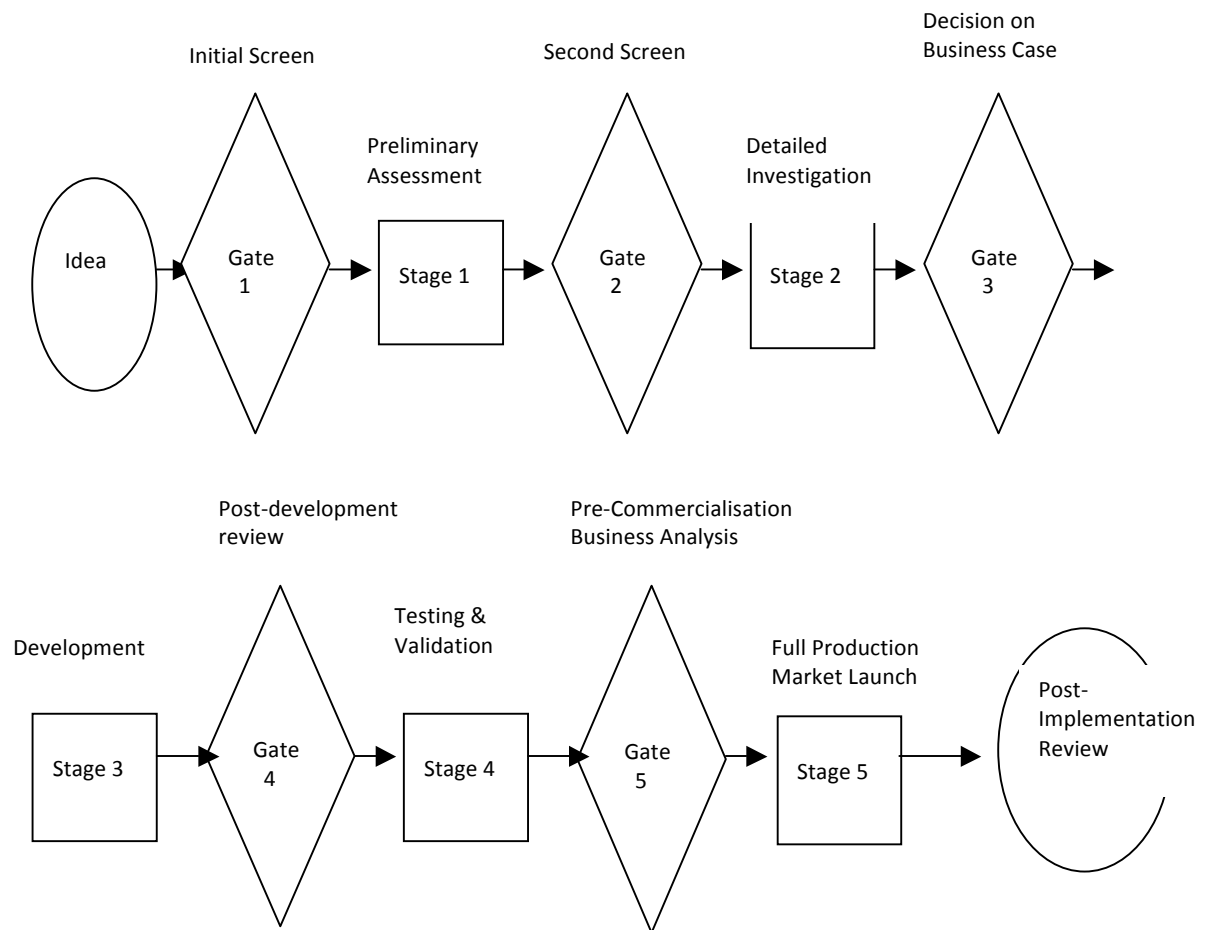 Initial Screen
Second Screen
Decision on
Business Case
Preliminary
Assessment
Detailed
Investigation
Idea
Gate
1
Stage 1
Gate
2
Stage 2
Gate
3
Post-development
review
Pre-Commercialisation
Business Analysis
Development
Testing &
Validation
Full Production
Market Launch
Stage 3
Gate
4
Stage 4
Gate
5
Stage 5
Post-
Implementation
Review